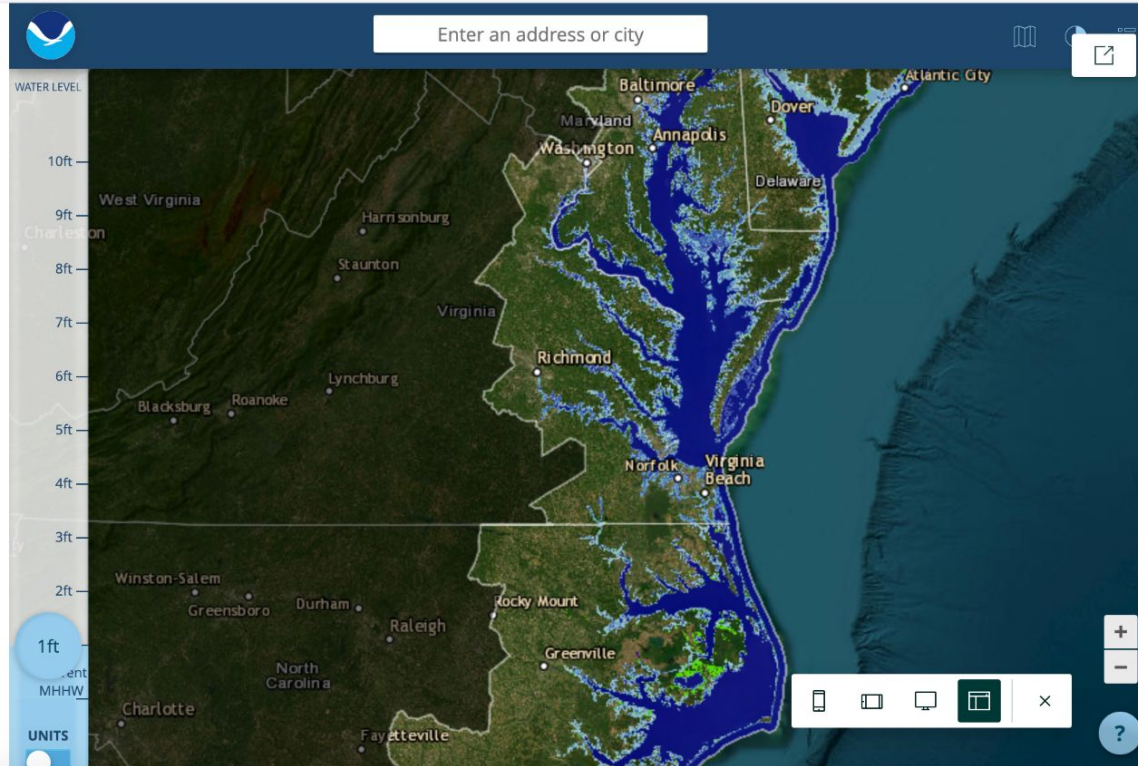 Enter an address or city
WATER LEVEL
10ft
9ft
8ft
7ft
6ft
5ft
4ft
3ft
2ft
1ft
MHHW
UNITS
Baltimore
Atlantic City
Dover
Maryland
Annapolis
Washington
Delaware
West Virginia
Harrisonburg
Charleston
Staunton
Virginia
Richmond
Lynchburg
Roanoke
Blacksburg
Norfolk
Virginia
Beach
Winston-Salem
Greensboro
Durham
Rocky Mount
Raleigh
Greenville
North
Carolina
Charlotte
Fayetteville
+
−
×
?